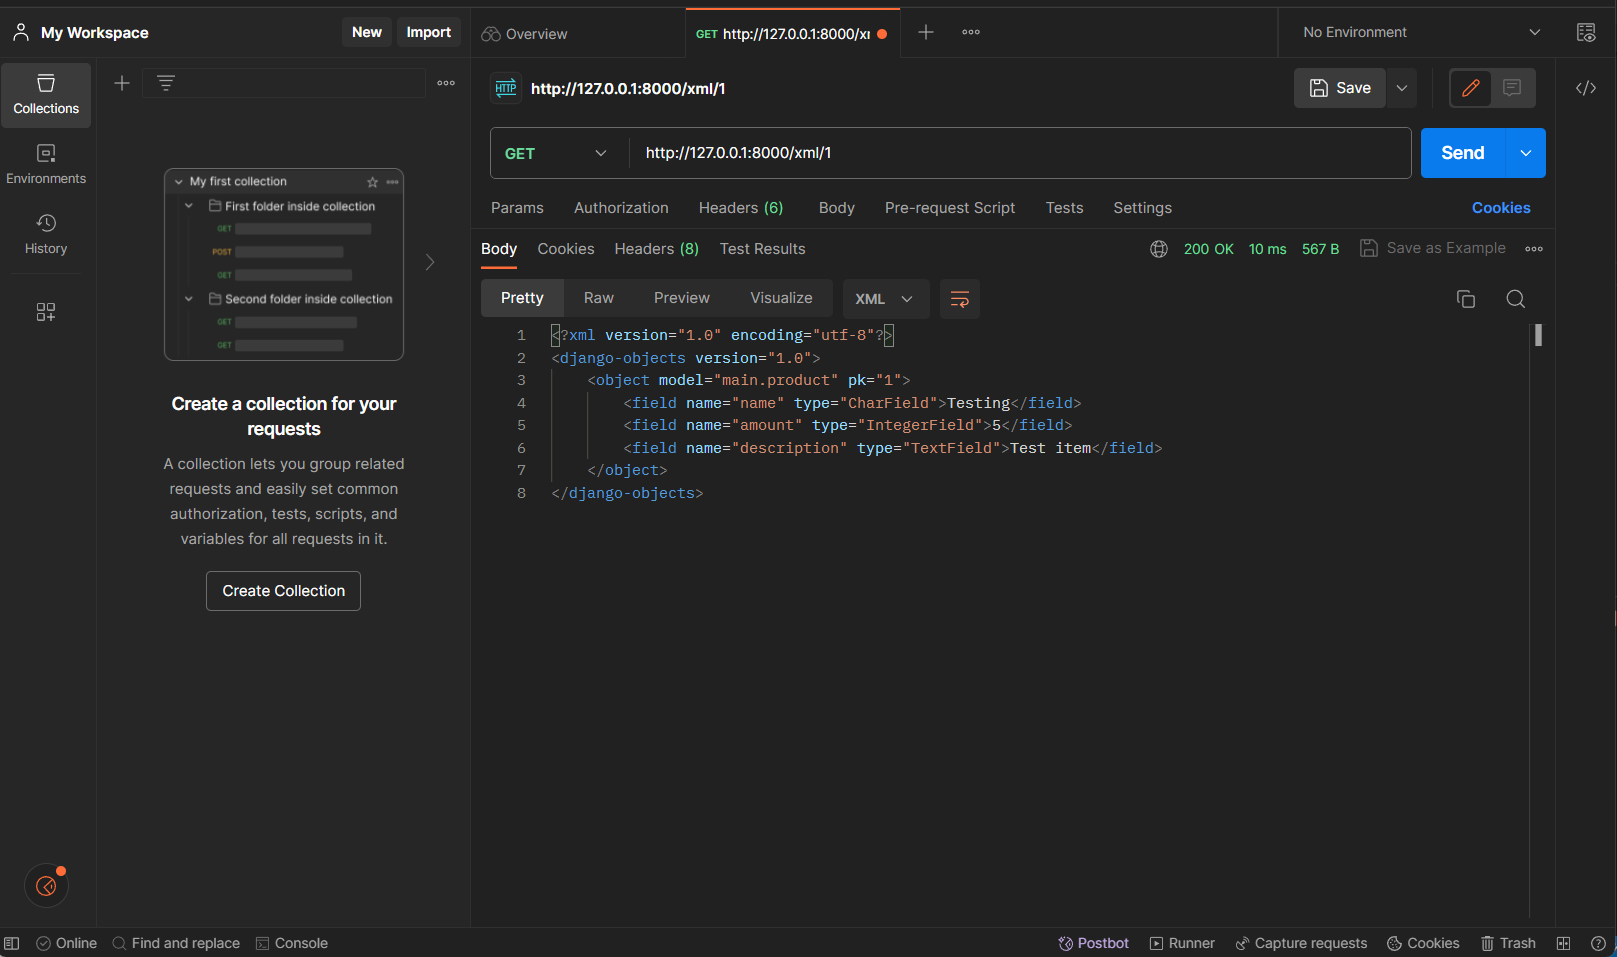 My Workspace
New
Import
Overview
GET http://127.0.0.1:8000/x
No Environment
Collections
HTTP
http://127.0.0.1:8000/xml/1
Save
GET
http://127.0.0.1:8000/xml/1
Send
Environments
History
My first collection
First folder inside collection
GET
POST
GET
Second folder inside collection
GET
GET
Create a collection for your
requests
A collection lets you group related
requests and easily set common
authorization, tests, scripts, and
variables for all requests in it.
Create Collection
Params Authorization Headers (6) Body Pre-request Script Tests Settings Cookies
Body Cookies Headers (8) Test Results 200 OK 10 ms 567 B Save as Example
Pretty Raw Preview Visualize XML
1 <?xml version="1.0" encoding="utf-8"?>
2 <django-objects version="1.0">
3 <object model="main.product" pk="1">
4 <field name="name" type="CharField">Testing</field>
5 <field name="amount" type="IntegerField">5</field>
6 <field name="description" type="TextField">Test item</field>
7 </object>
8 </django-objects>
Online Find and replace Console Postbot Runner Capture requests Cookies Trash